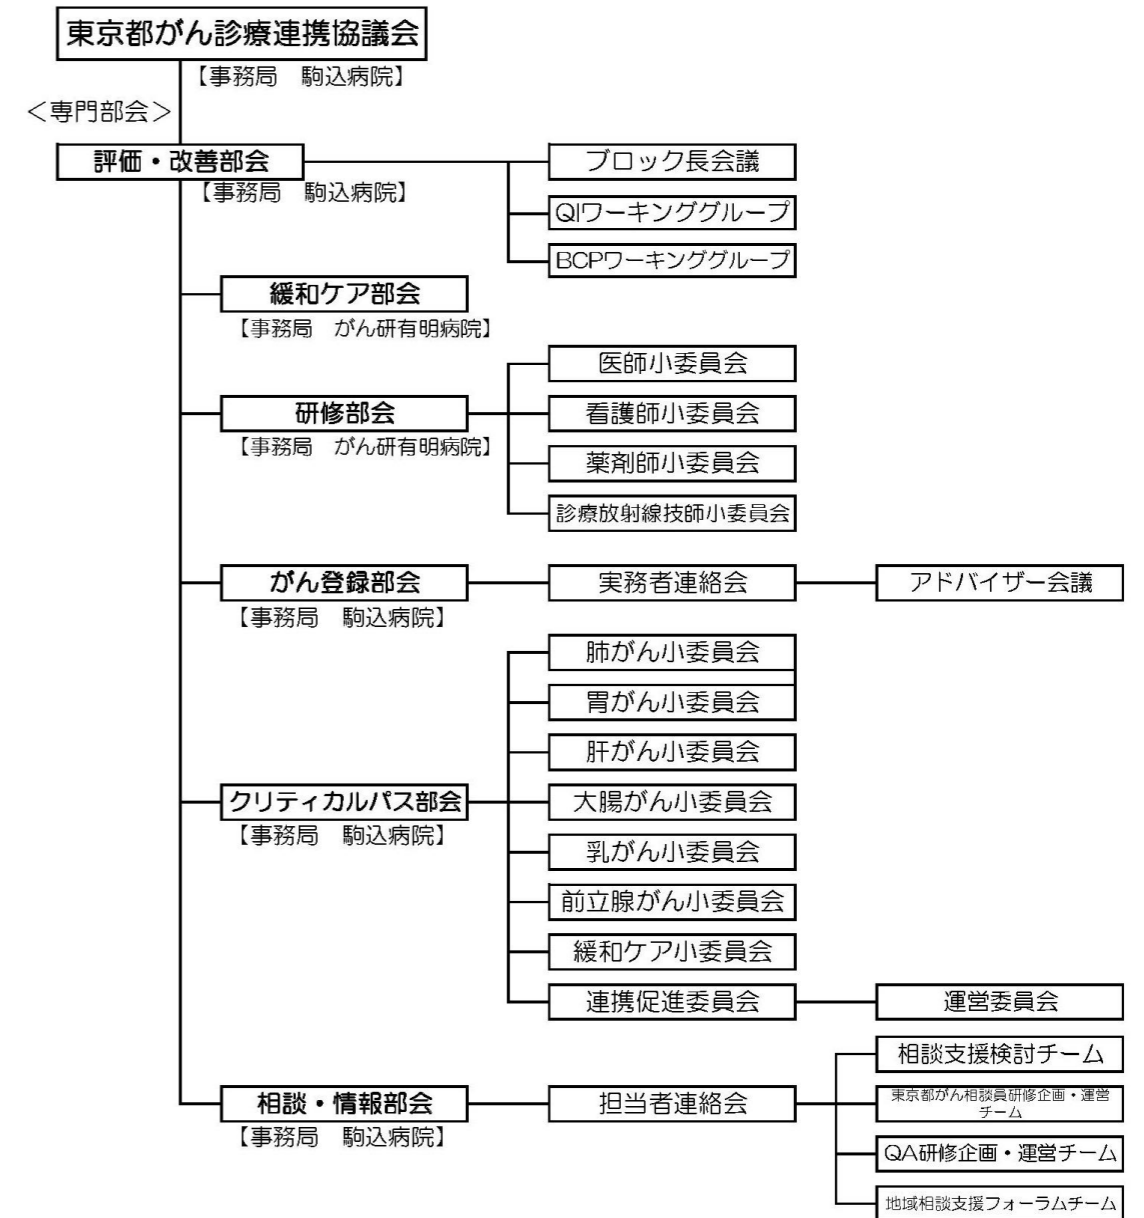 東京都がん診療連携協議会
【事務局　駒込病院】
＜専門部会＞
評価・改善部会
【事務局　駒込病院】
ブロック長会議
QIワーキンググループ
BCPワーキンググループ
緩和ケア部会
【事務局　がん研有明病院】
研修部会
【事務局　がん研有明病院】
医師小委員会
看護師小委員会
薬剤師小委員会
診療放射線技師小委員会
がん登録部会
【事務局　駒込病院】
実務者連絡会
アドバイザー会議
クリティカルパス部会
【事務局　駒込病院】
肺がん小委員会
胃がん小委員会
肝がん小委員会
大腸がん小委員会
乳がん小委員会
前立腺がん小委員会
緩和ケア小委員会
連携促進委員会
運営委員会
相談・情報部会
【事務局　駒込病院】
担当者連絡会
相談支援検討チーム
東京都がん相談員研修企画・運営
チーム
QA研修企画・運営チーム
地域相談支援フォーラムチーム